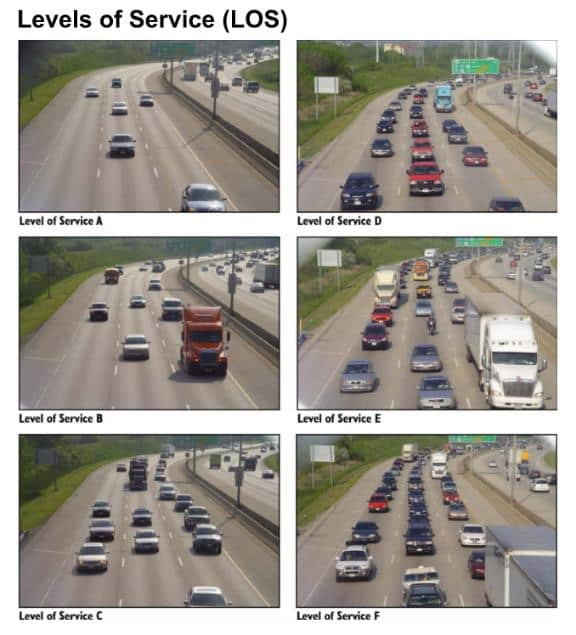 Levels of Service (LOS)
Level of Service A
Level of Service D
Level of Service B
Level of Service E
Level of Service C
Level of Service F